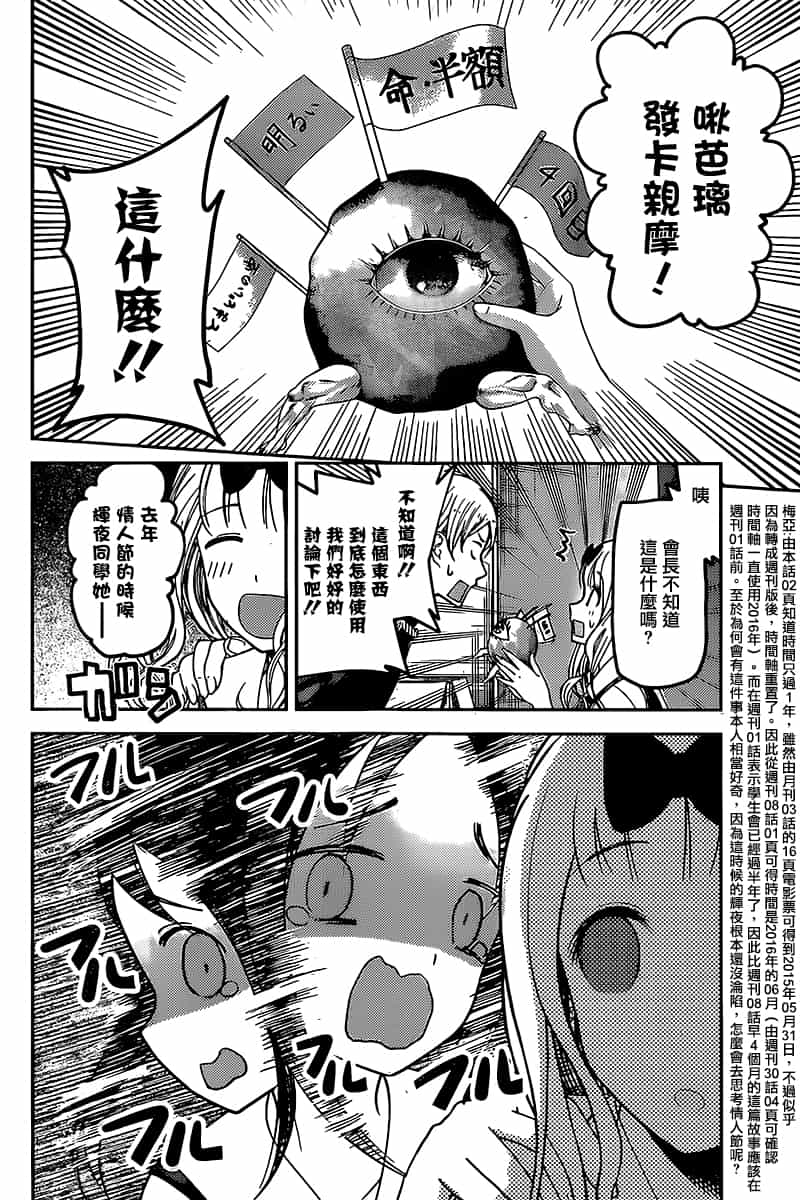 啾芭璃
發卡親摩！
命・半額
明るい
4回
這什麼!!
咦
會長不知道
這是什麼嗎？
不知道啊!!
這個東西
到底怎麼使用
我們好好的
討論下吧!!
去年
情人節的時候
輝夜同學她──
ガシ
フル
フル
フル
フル
フル
フル
梅亞:由本話02頁知道時間只過1年，雖然由月刊03話的16頁電影票可得到2015年05月31日，不過似乎
因為轉成週刊版後，時間軸重置了。因此從週刊08話01頁可得時間是2016年的06月（由週刊30話04頁可確認
時間軸一直使用2016年）。而在週刊01話表示學生會已經過半年了，因此比週刊08話早4個月的這篇故事應該在
週刊01話前。至於為何會有這件事本人相當好奇，因為這時候的輝夜根本還沒淪陷，怎麼會去思考情人節呢？